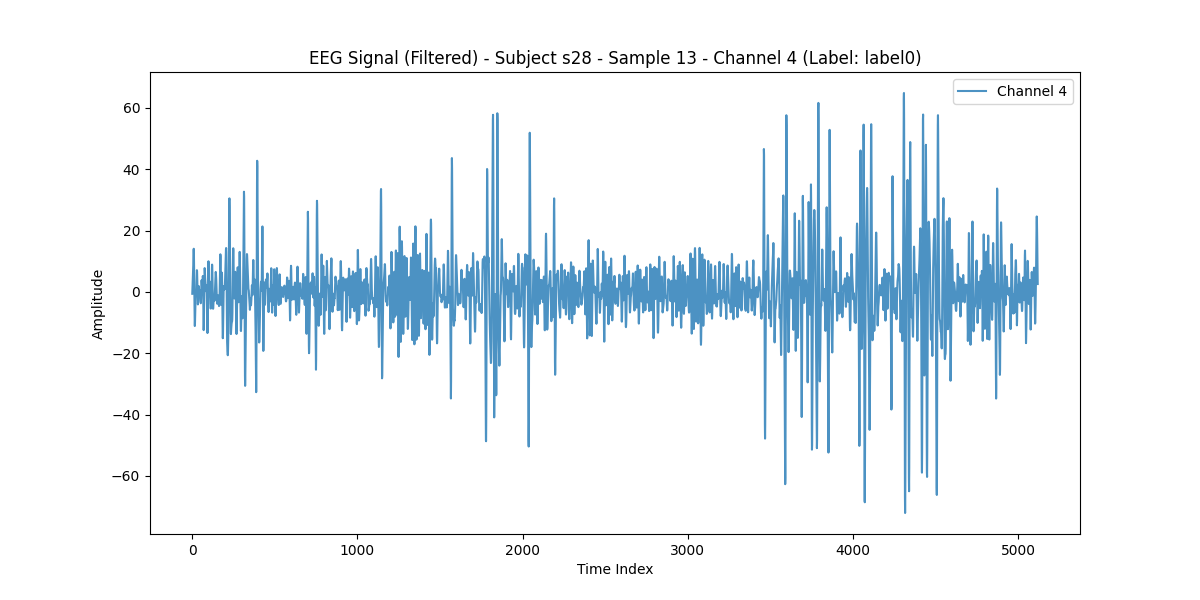 EEG Signal (Filtered) - Subject s28 - Sample 13 - Channel 4 (Label: label0)
Channel 4
60
40
20
0
−20
−40
−60
Amplitude
0 1000 2000 3000 4000 5000
Time Index